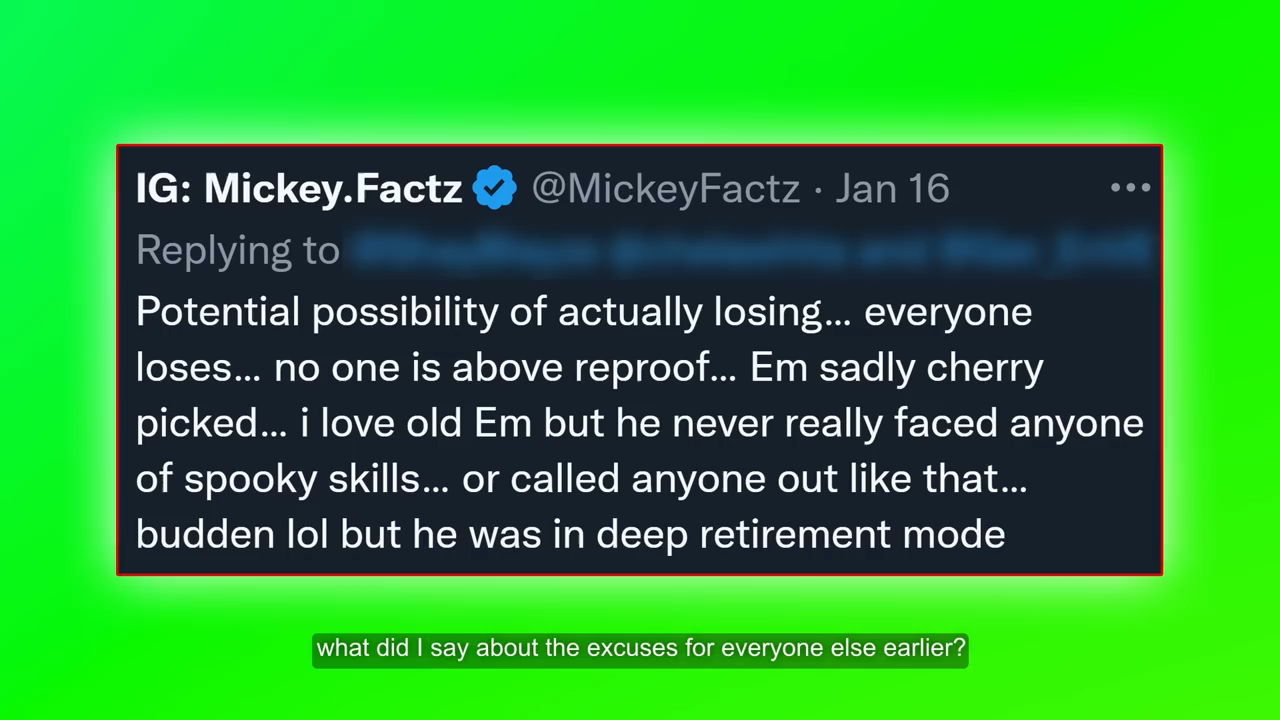 IG: Mickey.Factz @MickeyFactz · Jan 16
Replying to
Potential possibility of actually losing... everyone
loses... no one is above reproof... Em sadly cherry
picked... i love old Em but he never really faced anyone
of spooky skills... or called anyone out like that...
budden lol but he was in deep retirement mode
what did I say about the excuses for everyone else earlier?